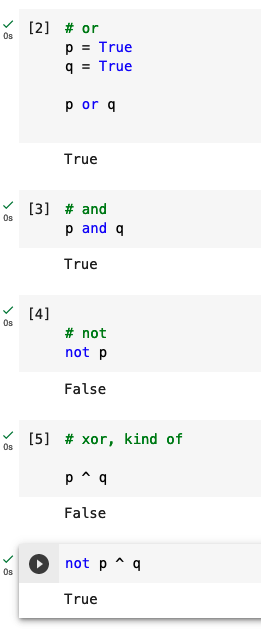 [2] # or
p = True
q = True
p or q
0s
True
[3] # and
p and q
0s
True
[4]
# not
not p
0s
False
[5] # xor, kind of
p ^ q
0s
False
not p ^ q
0s
True